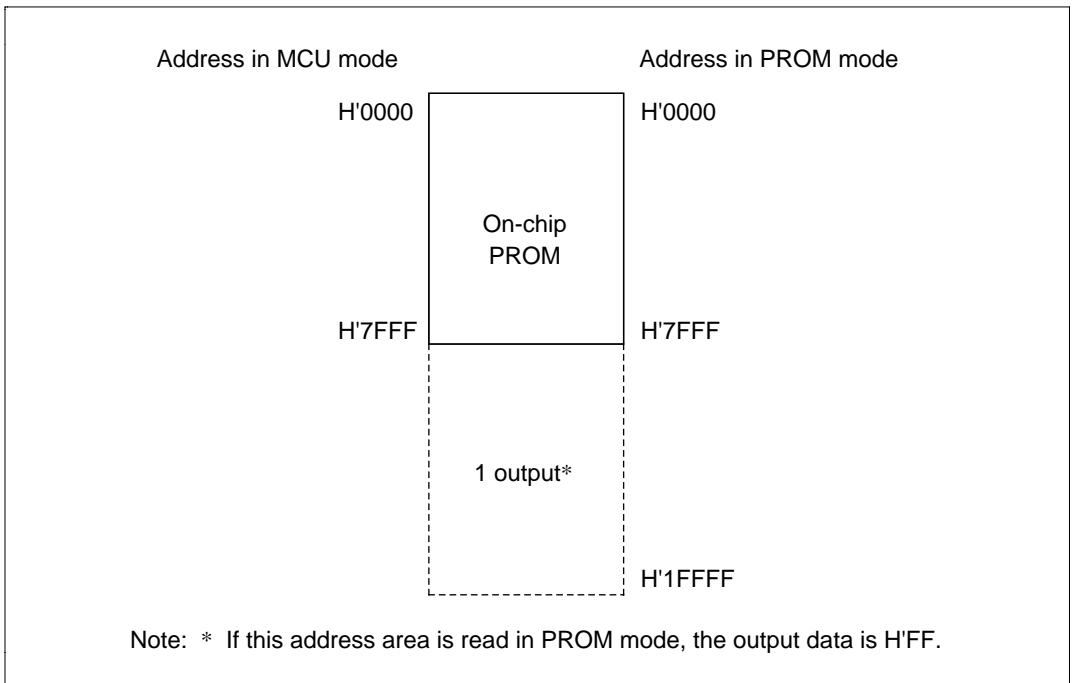 Address in MCU mode Address in PROM mode
H'0000 H'0000
On-chip
PROM
H'7FFF H'7FFF
1 output*
H'1FFFF
Note: * If this address area is read in PROM mode, the output data is H'FF.